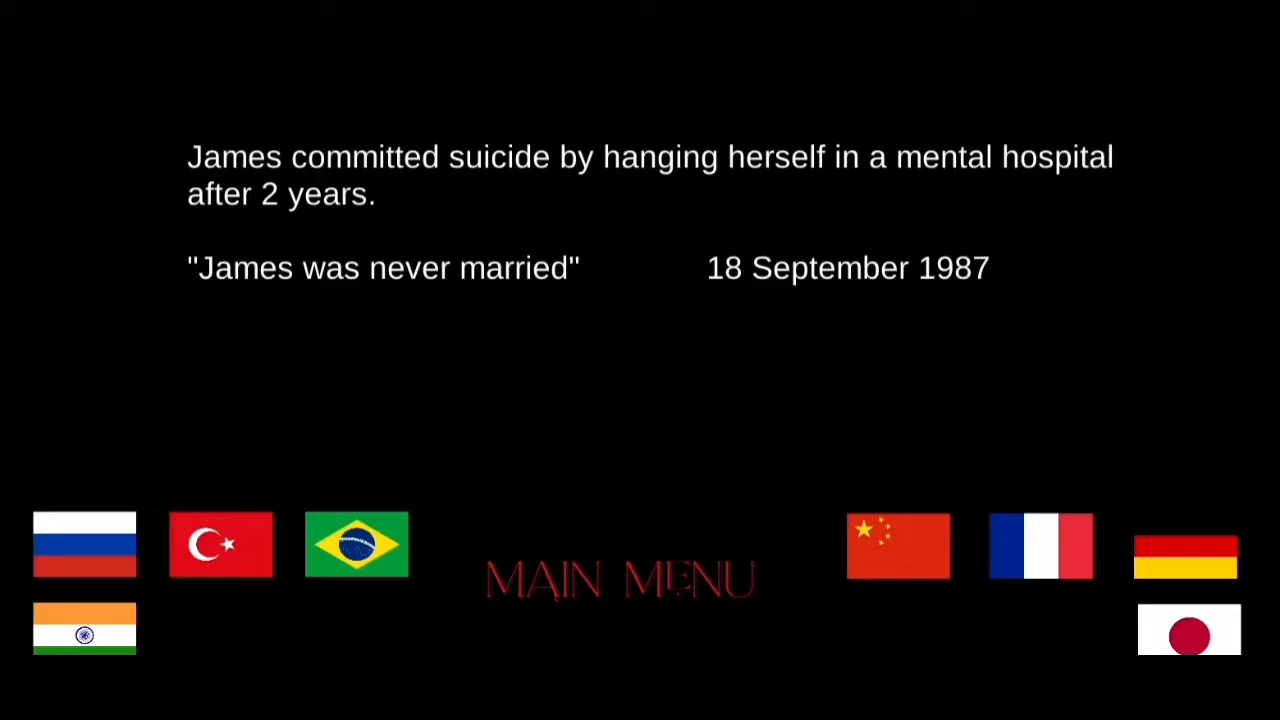 James committed suicide by hanging herself in a mental hospital
after 2 years.
"James was never married" 18 September 1987
MAIN MENU